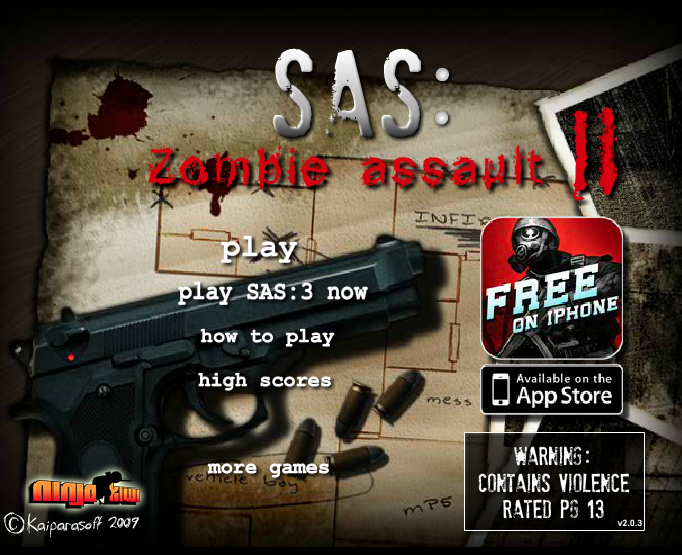 SAS:
Zombie assault II
INFI
play
play SAS:3 now
FREE
ON IPHONE
how to play
high scores
Available on the
App Store
mess
WARNING:
CONTAINS VIOLENCE
RATED PG 13
v2.0.3
more games
vehicle bay
MP5
Ninja Kiwi
©Kaiparasoft 2009